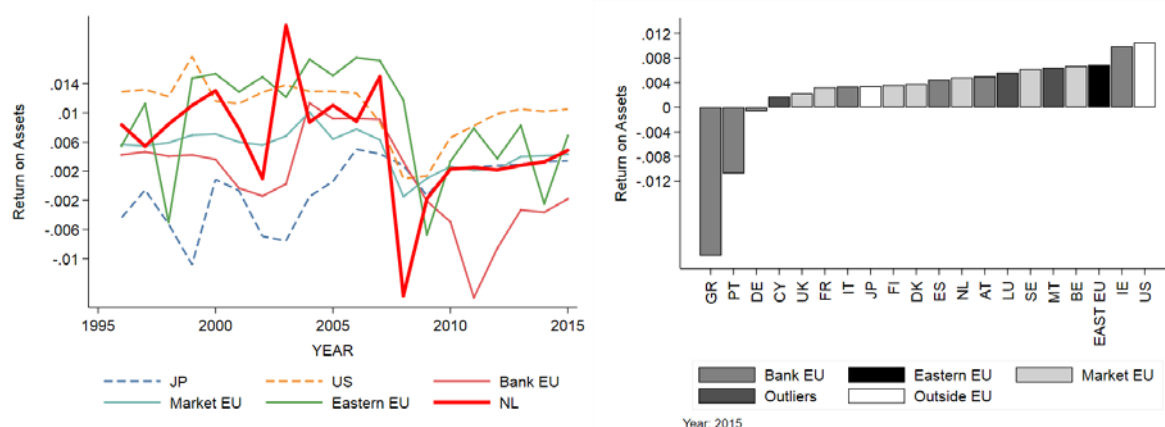 Return on Assets
.014
.01
.006
.002
-.002
-.006
-.01
1995
2000
2005
2010
2015
YEAR
JP
US
Bank EU
Market EU
Eastern EU
NL
Return on Assets
.012
.008
.004
0
-.004
-.008
-.012
GR
PT
DE
CY
UK
FR
IT
JP
FI
DK
ES
NL
AT
LU
SE
MT
BE
EAST EU
IE
US
Bank EU
Eastern EU
Market EU
Outliers
Outside EU
Year: 2015